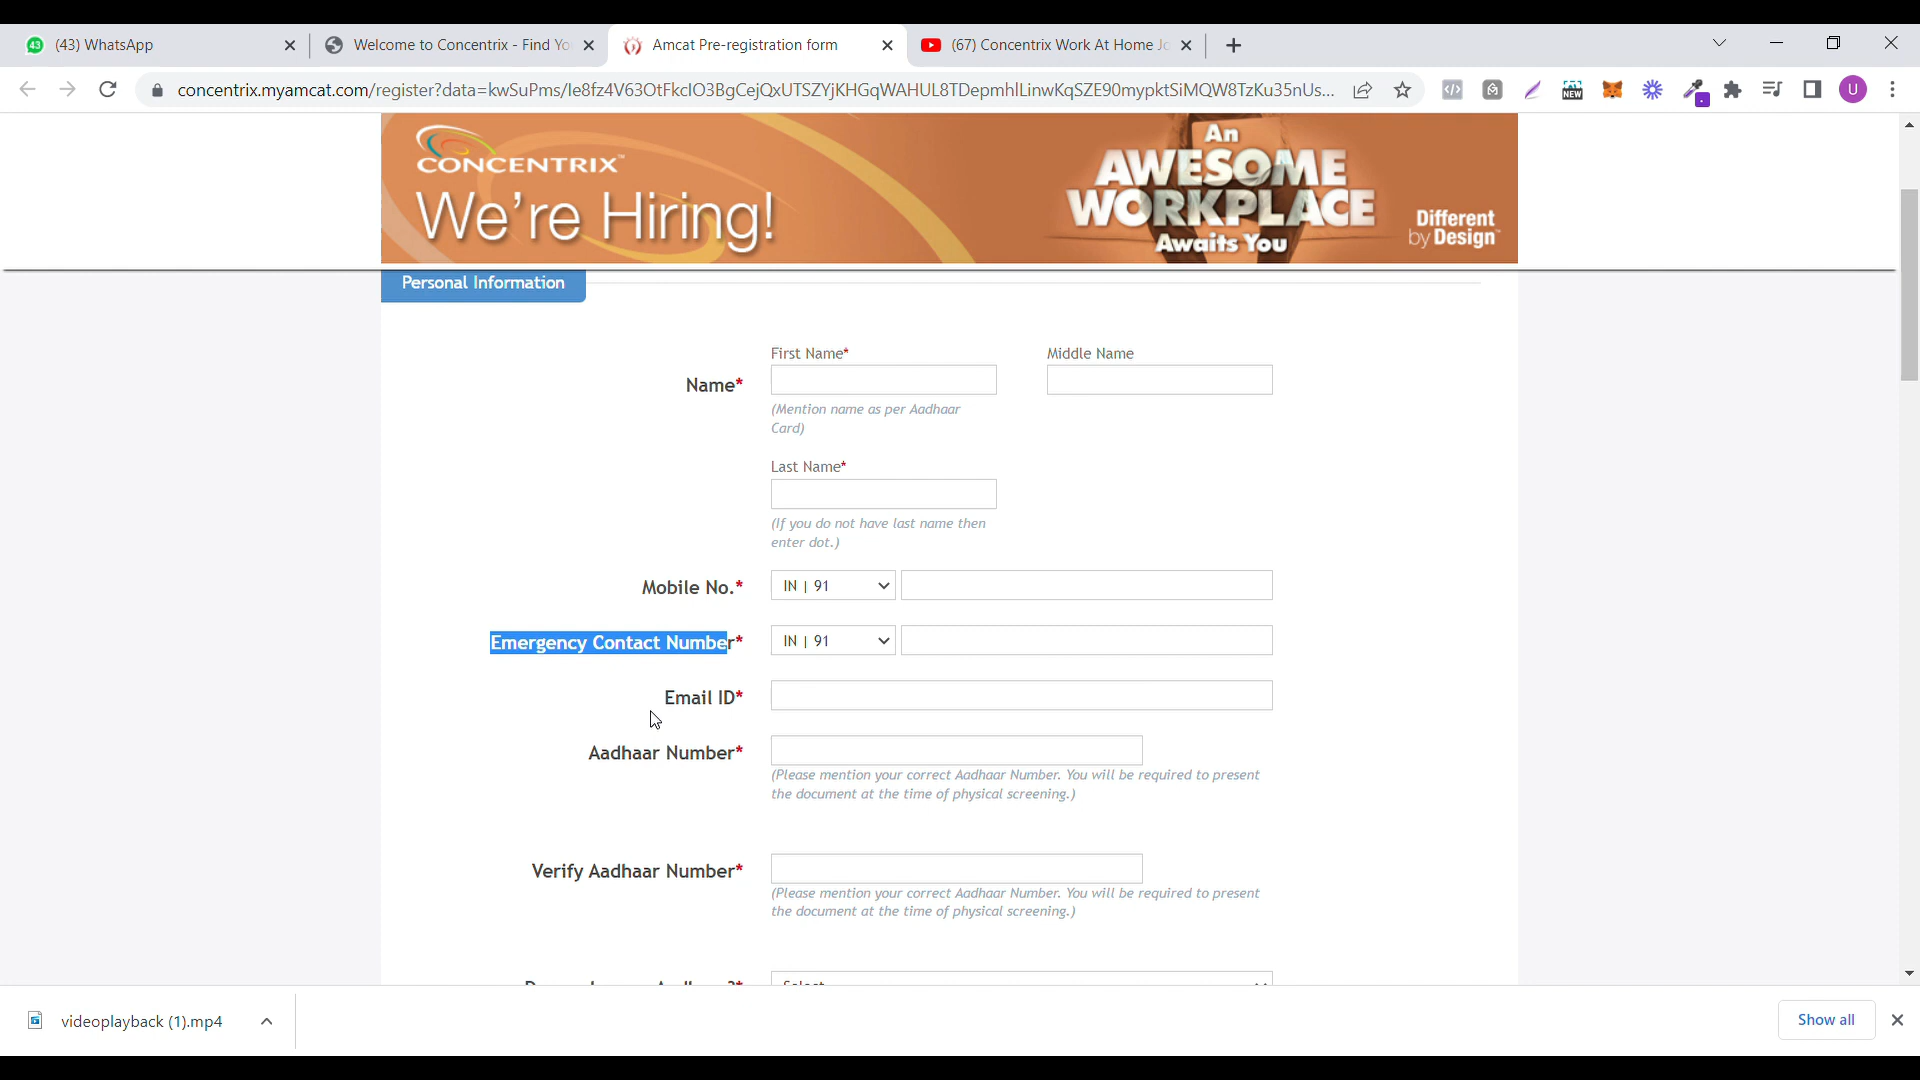 43
(43) WhatsApp
Welcome to Concentrix - Find Yo
Amcat Pre-registration form
(67) Concentrix Work At Home Jo
concentrix.myamcat.com/register?data=kwSuPms/Ie8fz4V63OtFkclO3BgCejQxUTSZYjKHGqWAHUL8TDepmhlLinwKqSZE90mypktSiMQW8TzKu35nUs...
NEW
U
CONCENTRIX™
We're Hiring!
An
AWESOME
WORKPLACE
Awaits You
Different
by Design™
Personal Information
First Name*
Middle Name
Name*
(Mention name as per Aadhaar
Card)
Last Name*
(If you do not have last name then
enter dot.)
Mobile No.*
IN | 91
Emergency Contact Number*
IN | 91
Email ID*
Aadhaar Number*
(Please mention your correct Aadhaar Number. You will be required to present
the document at the time of physical screening.)
Verify Aadhaar Number*
(Please mention your correct Aadhaar Number. You will be required to present
the document at the time of physical screening.)
videoplayback (1).mp4
Show all